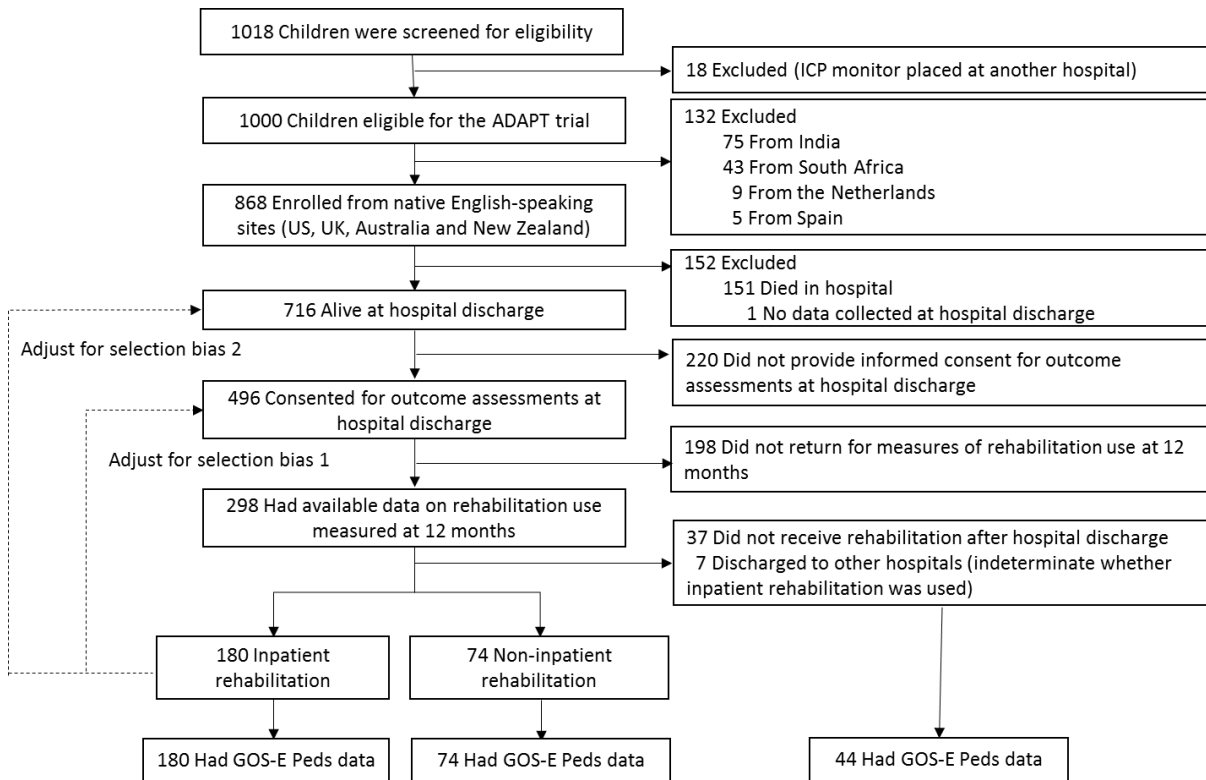 1018 Children were screened for eligibility
18 Excluded (ICP monitor placed at another hospital)
1000 Children eligible for the ADAPT trial
132 Excluded
75 From India
43 From South Africa
9 From the Netherlands
5 From Spain
868 Enrolled from native English-speaking
sites (US, UK, Australia and New Zealand)
152 Excluded
151 Died in hospital
1 No data collected at hospital discharge
716 Alive at hospital discharge
Adjust for selection bias 2
220 Did not provide informed consent for outcome
assessments at hospital discharge
496 Consented for outcome assessments at
hospital discharge
198 Did not return for measures of rehabilitation use at 12
months
Adjust for selection bias 1
298 Had available data on rehabilitation use
measured at 12 months
37 Did not receive rehabilitation after hospital discharge
7 Discharged to other hospitals (indeterminate whether
inpatient rehabilitation was used)
180 Inpatient
rehabilitation
74 Non-inpatient
rehabilitation
180 Had GOS-E Peds data
74 Had GOS-E Peds data
44 Had GOS-E Peds data